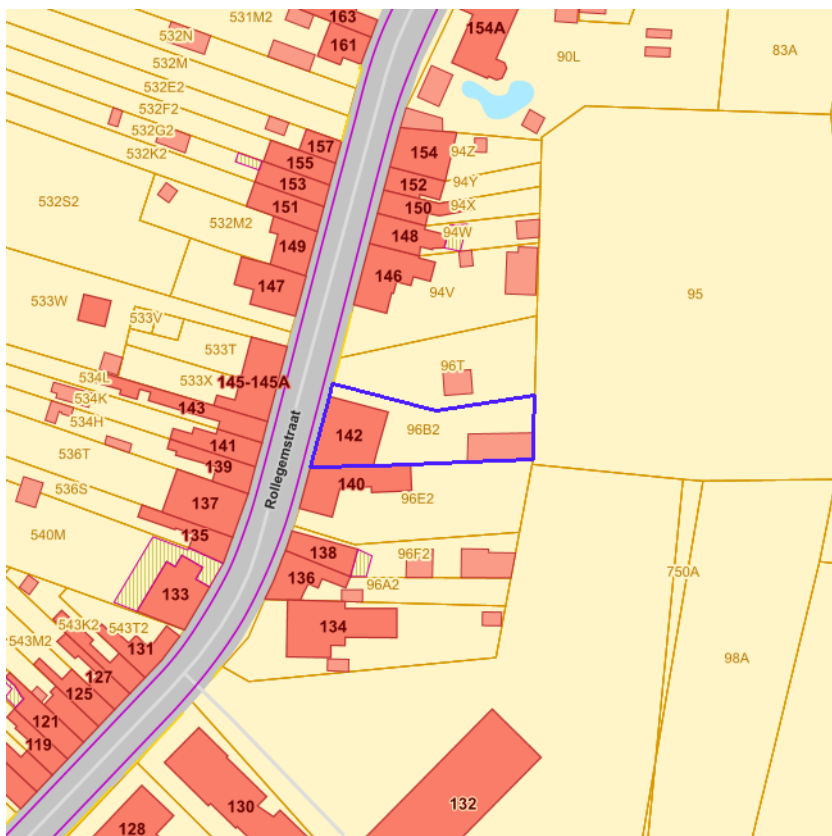 531M2
163
161
154A
532N
90L
83A
532M
532E2
532F2
532G2
532K2
157
155
153
151
149
147
154
94Z
152
94Y
150
94X
148
94W
146
94V
532S2
532M2
95
533W
533V
533T
96T
534L
533X
145-145A
534K
143
534H
141
139
142
96B2
Rollegemstraat
536T
536S
137
140
96E2
540M
135
138
96F2
136
96A2
133
134
750A
543K2
543T2
543M2
131
127
125
121
119
98A
130
132
128